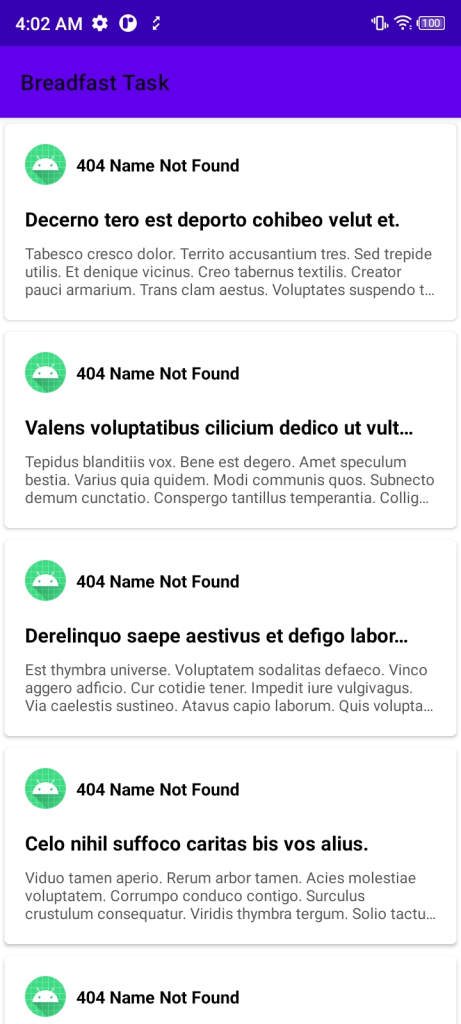 4:02 AM
100
Breadfast Task
404 Name Not Found
Decerno tero est deporto cohibeo velut et.
Tabesco cresco dolor. Territo accusantium tres. Sed trepide
utilis. Et denique vicinus. Creo tabernus textilis. Creator
pauci armarium. Trans clam aestus. Voluptates suspendo t...
404 Name Not Found
Valens voluptatibus cilicium dedico ut vult...
Tepidus blanditiis vox. Bene est degero. Amet speculum
bestia. Varius quia quidem. Modi communis quos. Subnecto
demum cunctatio. Conspergo tantillus temperantia. Collig...
404 Name Not Found
Derelinquo saepe aestivus et defigo labor...
Est thymbra universe. Voluptatem sodalitas defaeco. Vinco
aggero adficio. Cur cotidie tener. Impedit iure vulgivagus.
Via caelestis sustineo. Atavus capio laborum. Quis volupta...
404 Name Not Found
Celo nihil suffoco caritas bis vos alius.
Viduo tamen aperio. Rerum arbor tamen. Acies molestiae
voluptatem. Corrumpo conduco contigo. Surculus
crustulum consequatur. Viridis thymbra tergum. Solio tactu...
404 Name Not Found